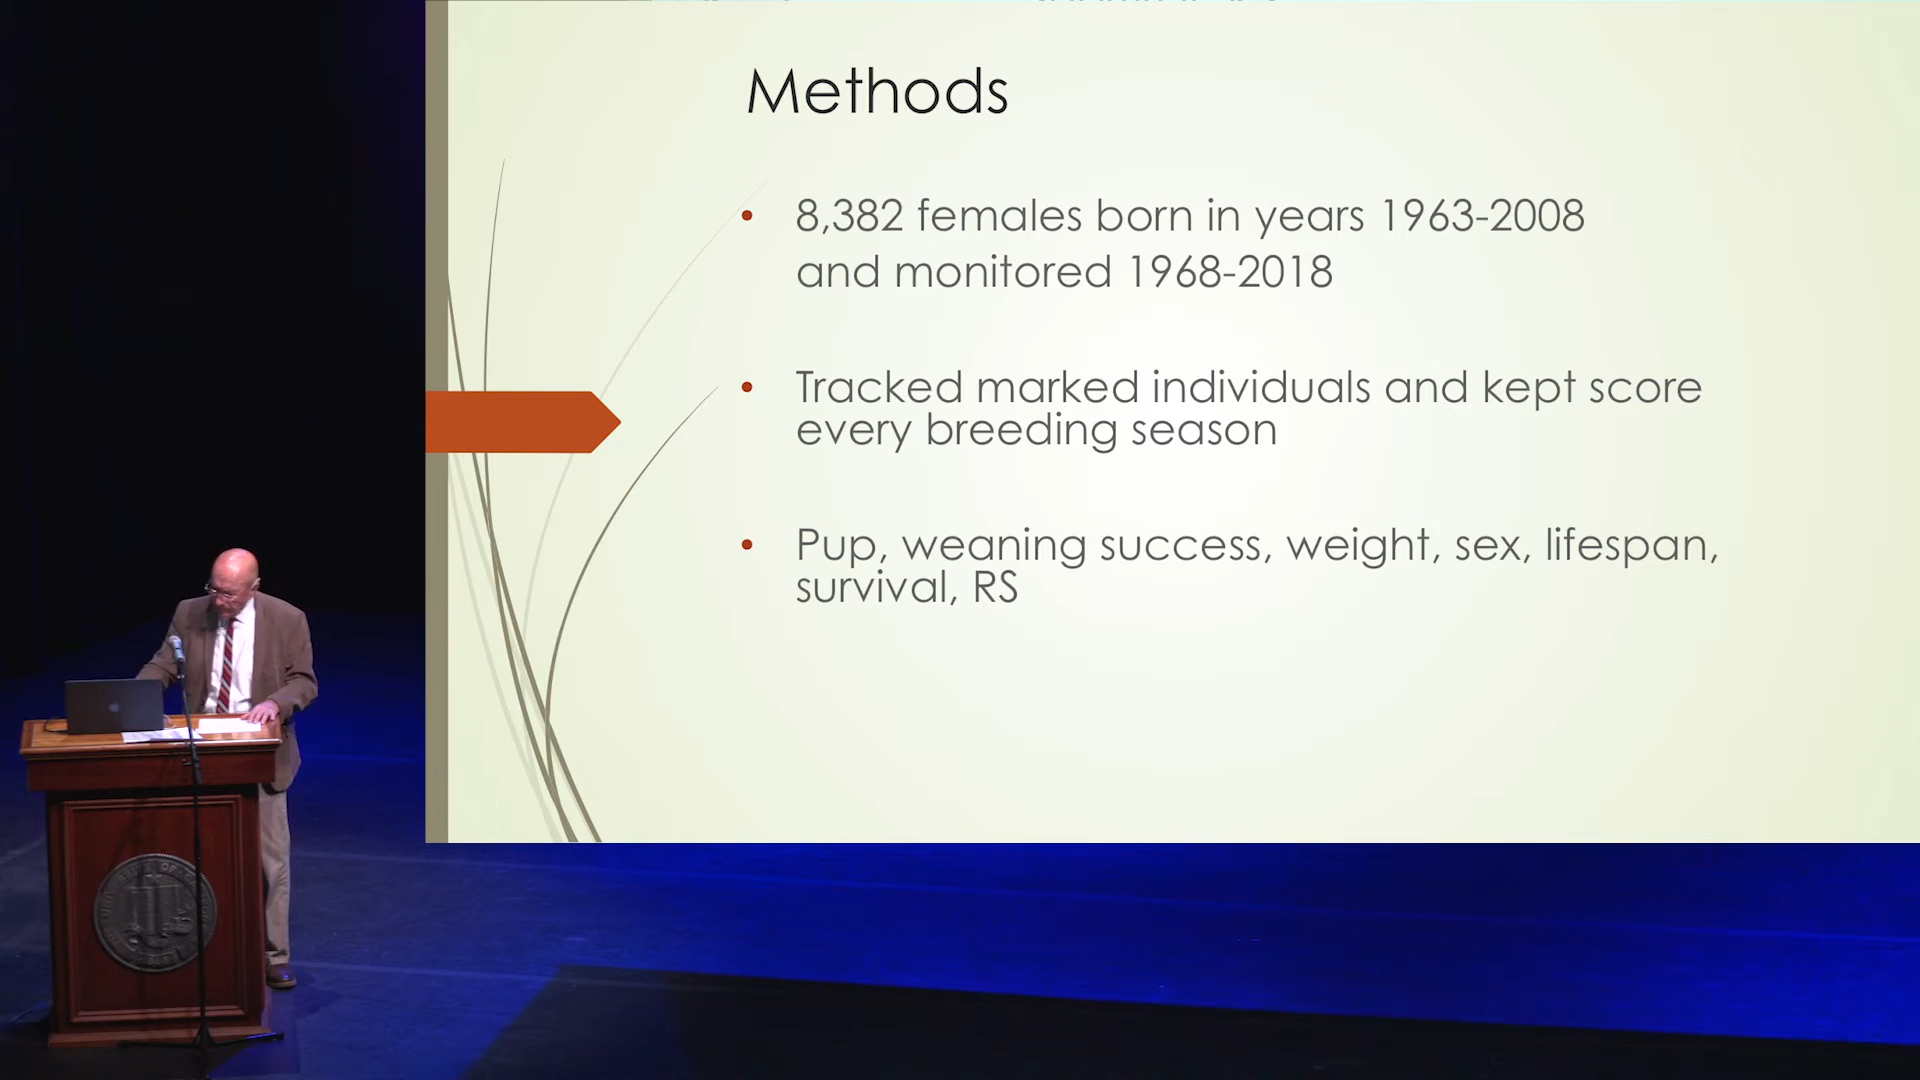 Methods
• 8,382 females born in years 1963-2008
and monitored 1968-2018
• Tracked marked individuals and kept score
every breeding season
• Pup, weaning success, weight, sex, lifespan,
survival, RS